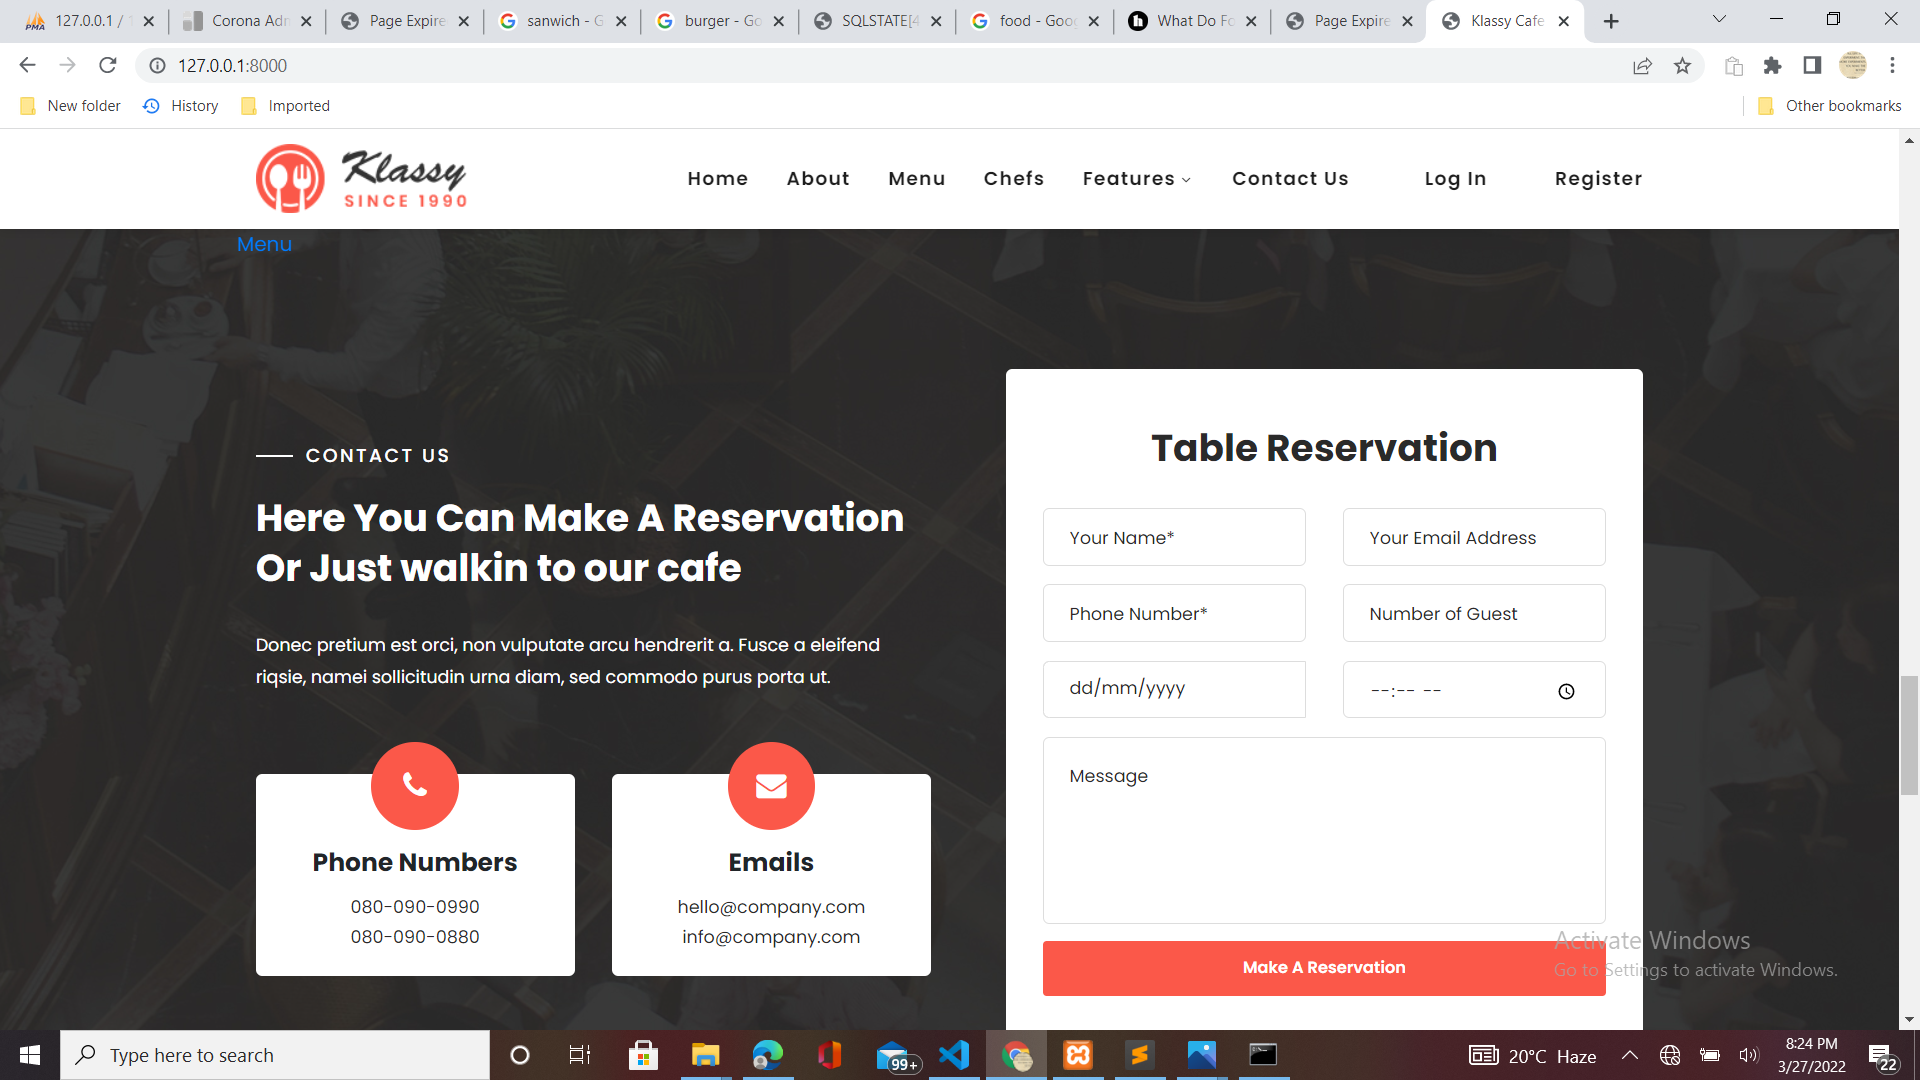 127.0.0.1 / 1
Corona Adm
Page Expire
sanwich - G
burger - Go
SQLSTATE[4
food - Goog
What Do Fo
Page Expire
Klassy Cafe
127.0.0.1:8000
New folder
History
Imported
Other bookmarks
Klassy
SINCE 1990
Home
About
Menu
Chefs
Features
Contact Us
Log In
Register
Menu
CONTACT US
Here You Can Make A Reservation
Or Just walkin to our cafe
Donec pretium est orci, non vulputate arcu hendrerit a. Fusce a eleifend
riqsie, namei sollicitudin urna diam, sed commodo purus porta ut.
Phone Numbers
080-090-0990
080-090-0880
Emails
hello@company.com
info@company.com
Table Reservation
Your Name*
Your Email Address
Phone Number*
Number of Guest
dd/mm/yyyy
--:-- --
Message
Make A Reservation
Activate Windows
Go to Settings to activate Windows.
Type here to search
99+
20°C Haze
8:24 PM
3/27/2022
22